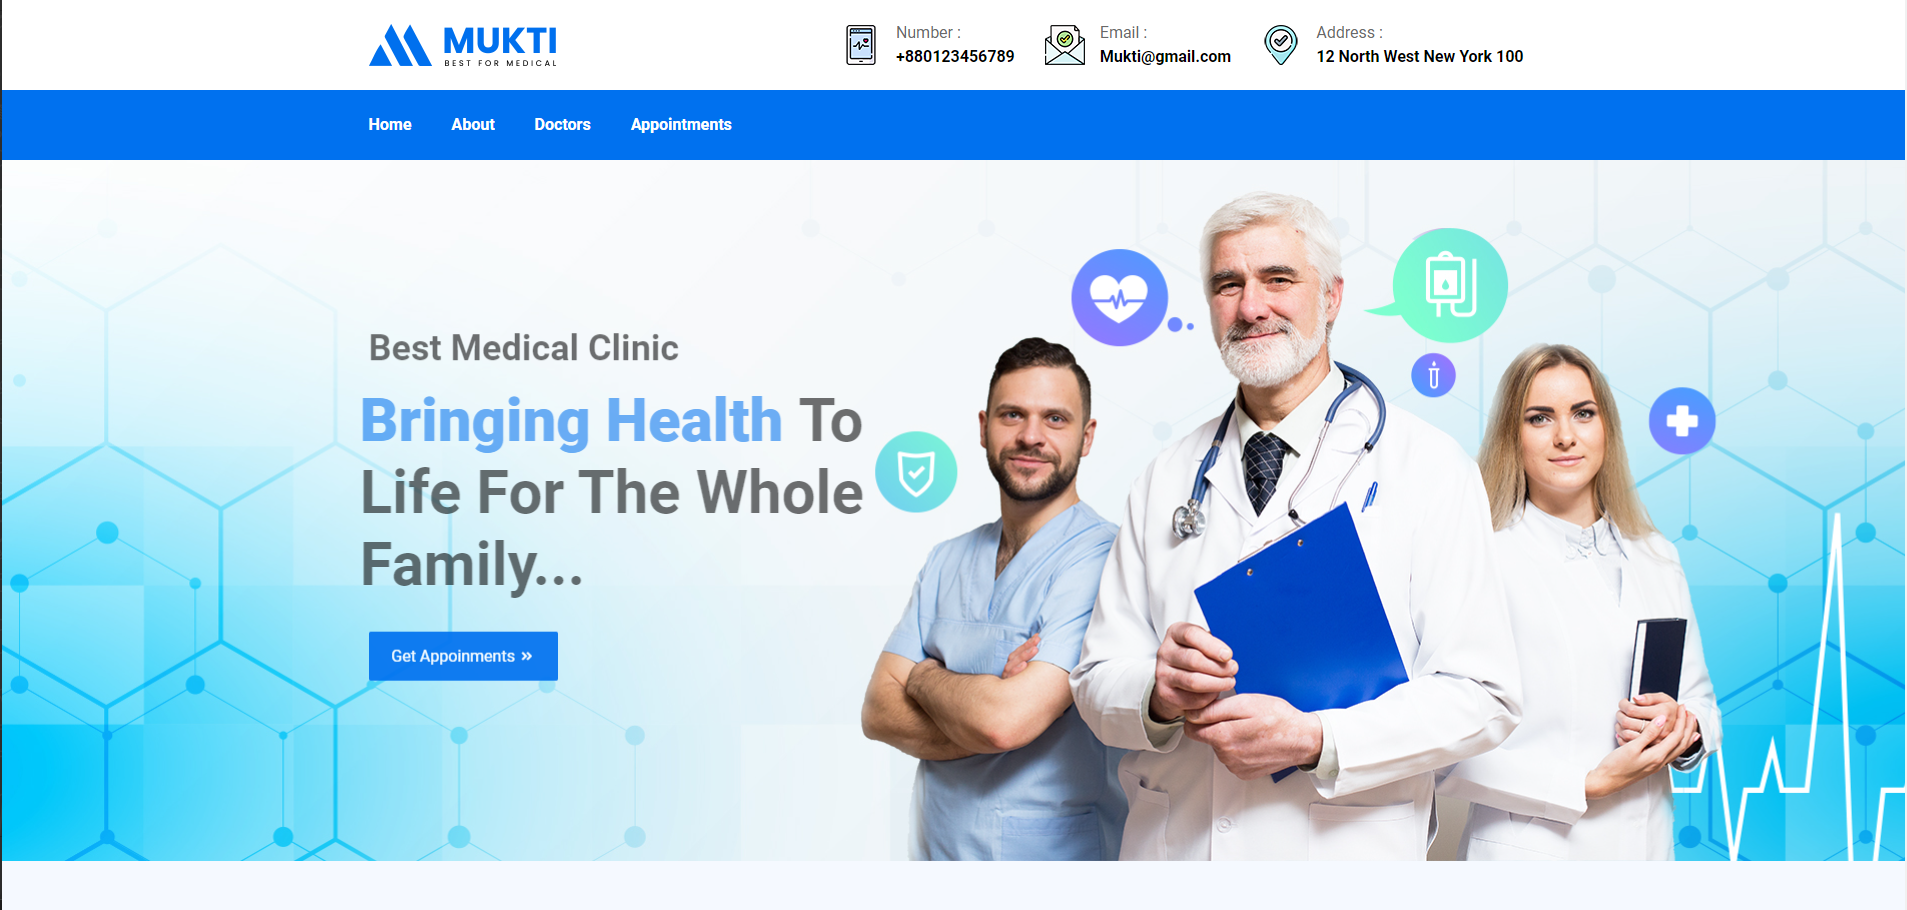 MUKTI
BEST FOR MEDICAL
Number :
+880123456789
Email :
Mukti@gmail.com
Address :
12 North West New York 100
Home About Doctors Appointments
Best Medical Clinic
Bringing Health To
Life For The Whole
Family...
Get Appoinments »